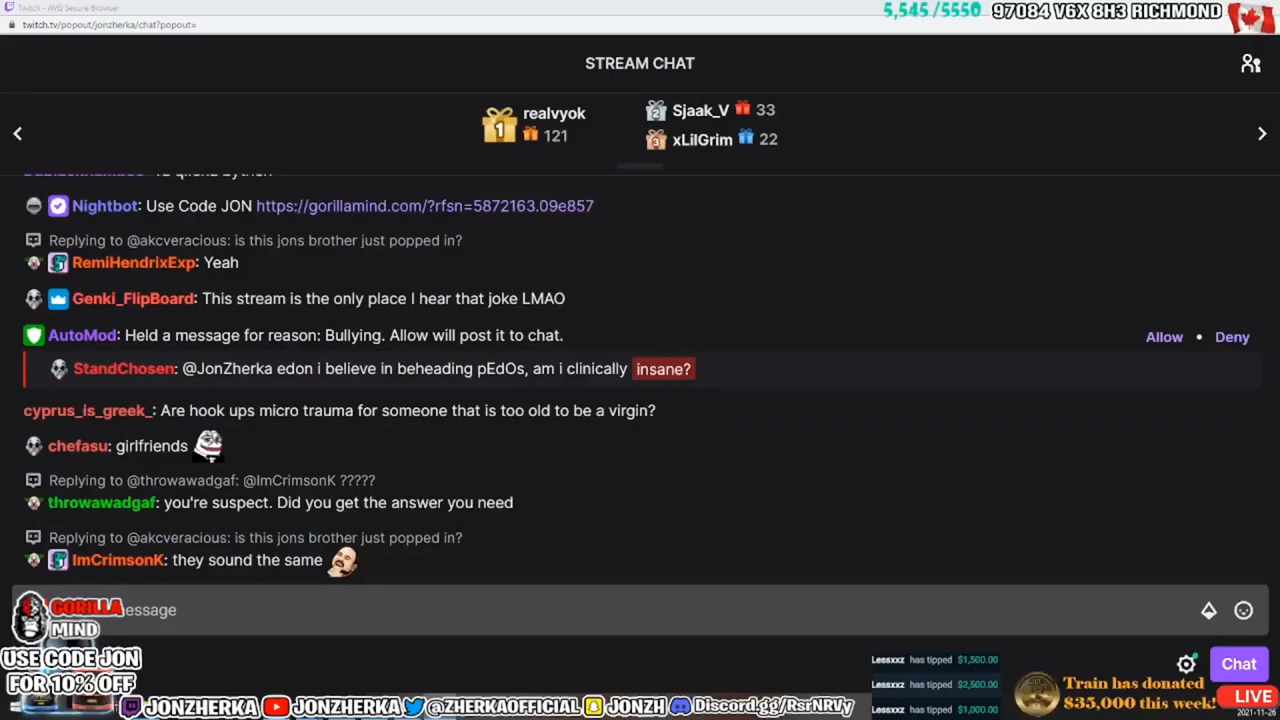 Twitch - AVG Secure Browser
twitch.tv/popout/jonzherka/chat?popout=
5,545 /5550 97084 V6X 8H3 RICHMOND
STREAM CHAT
1 realvyok 121
2 Sjaak_V 33
3 xLilGrim 22
Nightbot: Use Code JON https://gorillamind.com/?rfsn=5872163.09e857
Replying to @akcveracious: is this jons brother just popped in?
RemiHendrixExp: Yeah
Genki_FlipBoard: This stream is the only place I hear that joke LMAO
AutoMod: Held a message for reason: Bullying. Allow will post it to chat. Allow • Deny
StandChosen: @JonZherka edon i believe in beheading pEdOs, am i clinically insane?
cyprus_is_greek_: Are hook ups micro trauma for someone that is too old to be a virgin?
chefasu: girlfriends
Replying to @throwawadgaf: @ImCrimsonK ?????
throwawadgaf: you're suspect. Did you get the answer you need
Replying to @akcveracious: is this jons brother just popped in?
ImCrimsonK: they sound the same
essage
GORILLA
MIND
USE CODE JON
FOR 10% OFF
Lessxxz has tipped $1,500.00
Lessxxz has tipped $2,500.00
Lessxxz has tipped $1,000.00
Chat
Train has donated
$35,000 this week!
LIVE
2021-11-26
JONZHERKA JONZHERKA @ZHERKAOFFICIAL JONZH Discord.gg/RsrNRVy